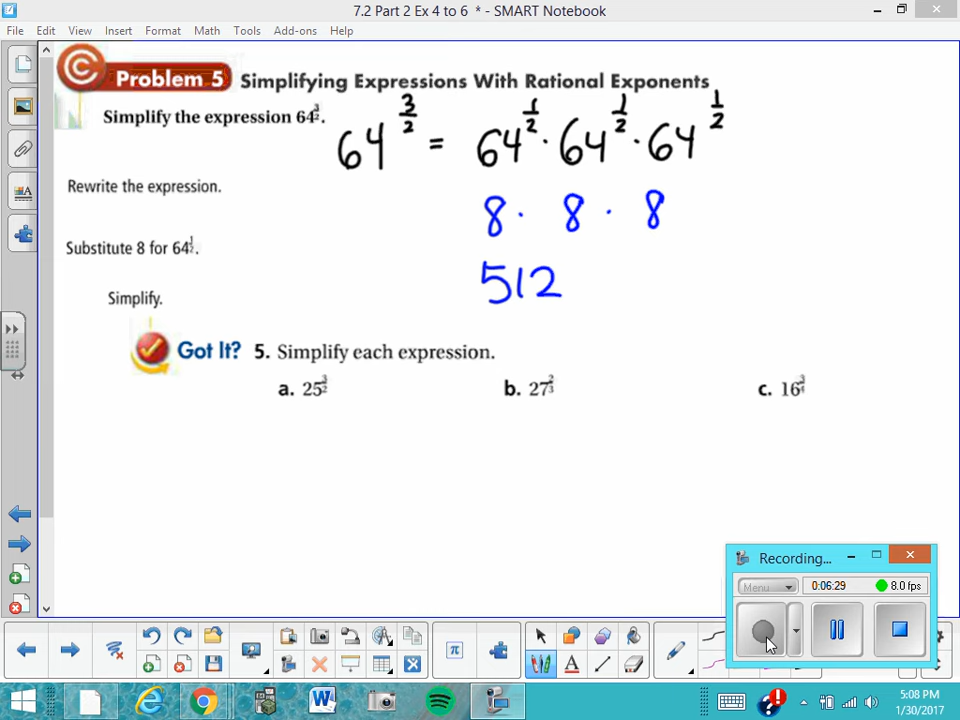 7.2 Part 2 Ex 4 to 6 * - SMART Notebook
File Edit View Insert Format Math Tools Add-ons Help
C Problem 5 Simplifying Expressions With Rational Exponents
Simplify the expression 64^(3/2).
64^(3/2) = 64^(1/2) · 64^(1/2) · 64^(1/2)
Rewrite the expression.
8 · 8 · 8
Substitute 8 for 64^(1/2).
512
Simplify.
Got It? 5. Simplify each expression.
a. 25^(3/2) b. 27^(2/3) c. 16^(3/4)
Recording...
Menu 0:06:29 8.0 fps
5:08 PM
1/30/2017